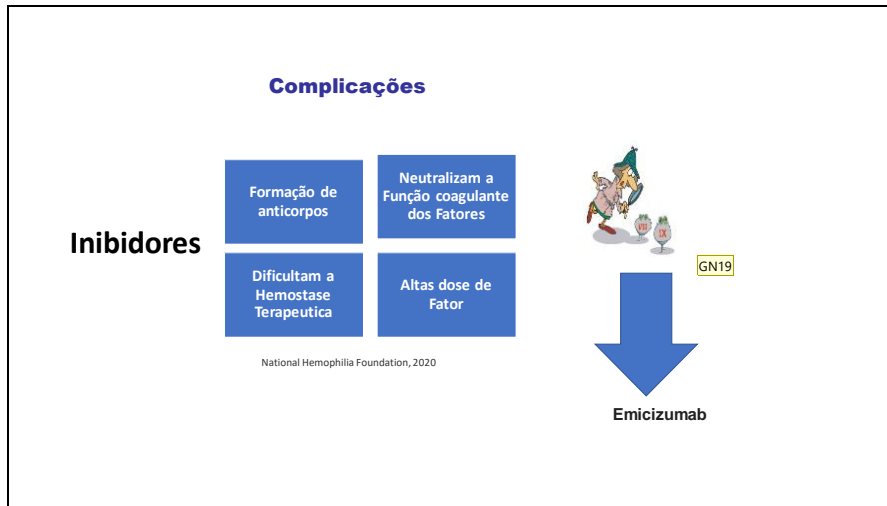 Complicações
Inibidores
Formação de
anticorpos
Neutralizam a
Função coagulante
dos Fatores
Dificultam a
Hemostase
Terapeutica
Altas dose de
Fator
National Hemophilia Foundation, 2020
VIII
IX
GN19
Emicizumab